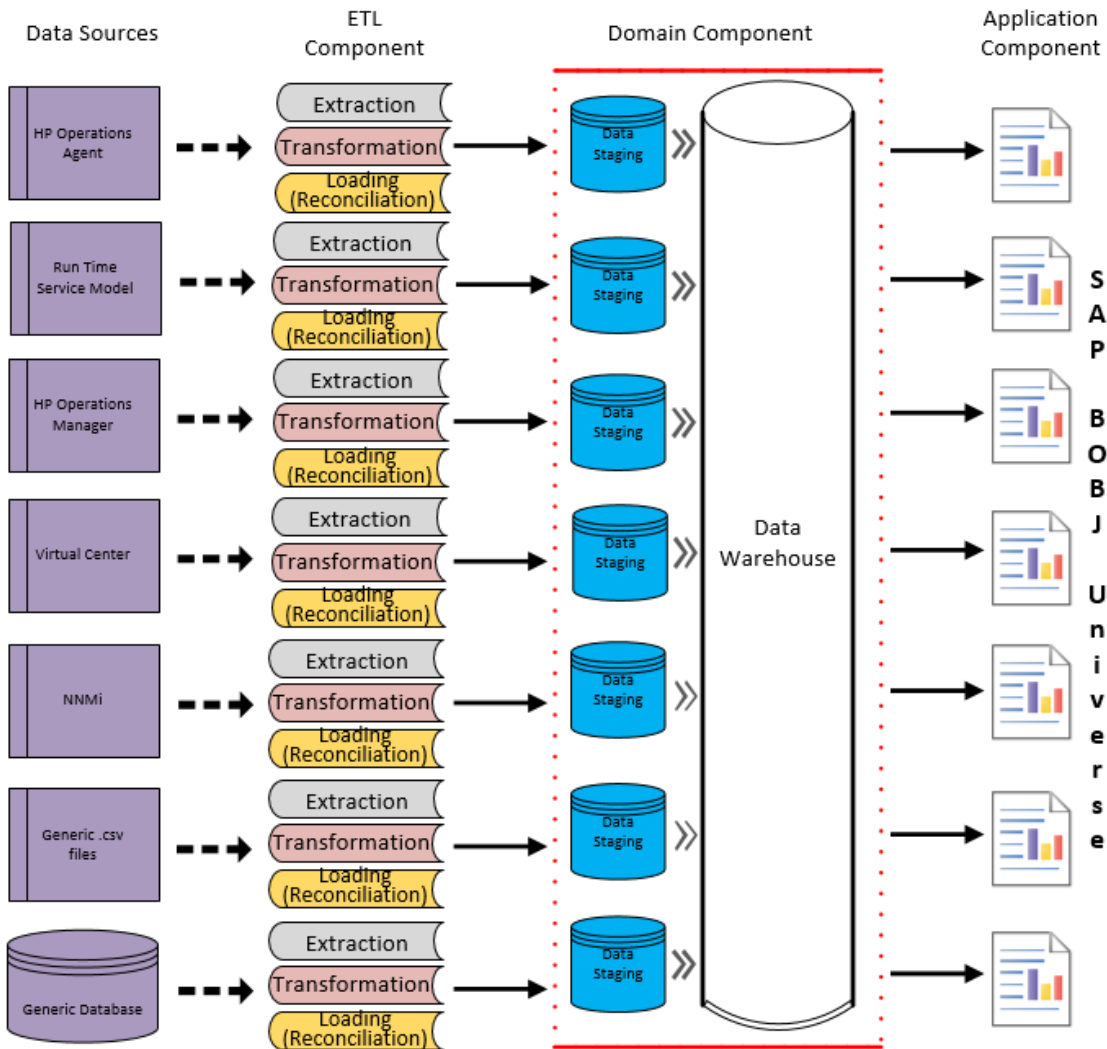 Data Sources
ETL
Component
Domain Component
Application
Component
HP Operations
Agent
Extraction
Transformation
Loading
(Reconciliation)
Data
Staging
Run Time
Service Model
Extraction
Transformation
Loading
(Reconciliation)
Data
Staging
HP Operations
Manager
Extraction
Transformation
Loading
(Reconciliation)
Data
Staging
Virtual Center
Extraction
Transformation
Loading
(Reconciliation)
Data
Staging
Data
Warehouse
NNMi
Extraction
Transformation
Loading
(Reconciliation)
Data
Staging
Generic .csv
files
Extraction
Transformation
Loading
(Reconciliation)
Data
Staging
Generic Database
Extraction
Transformation
Loading
(Reconciliation)
Data
Staging
SAP BOBJ Universe